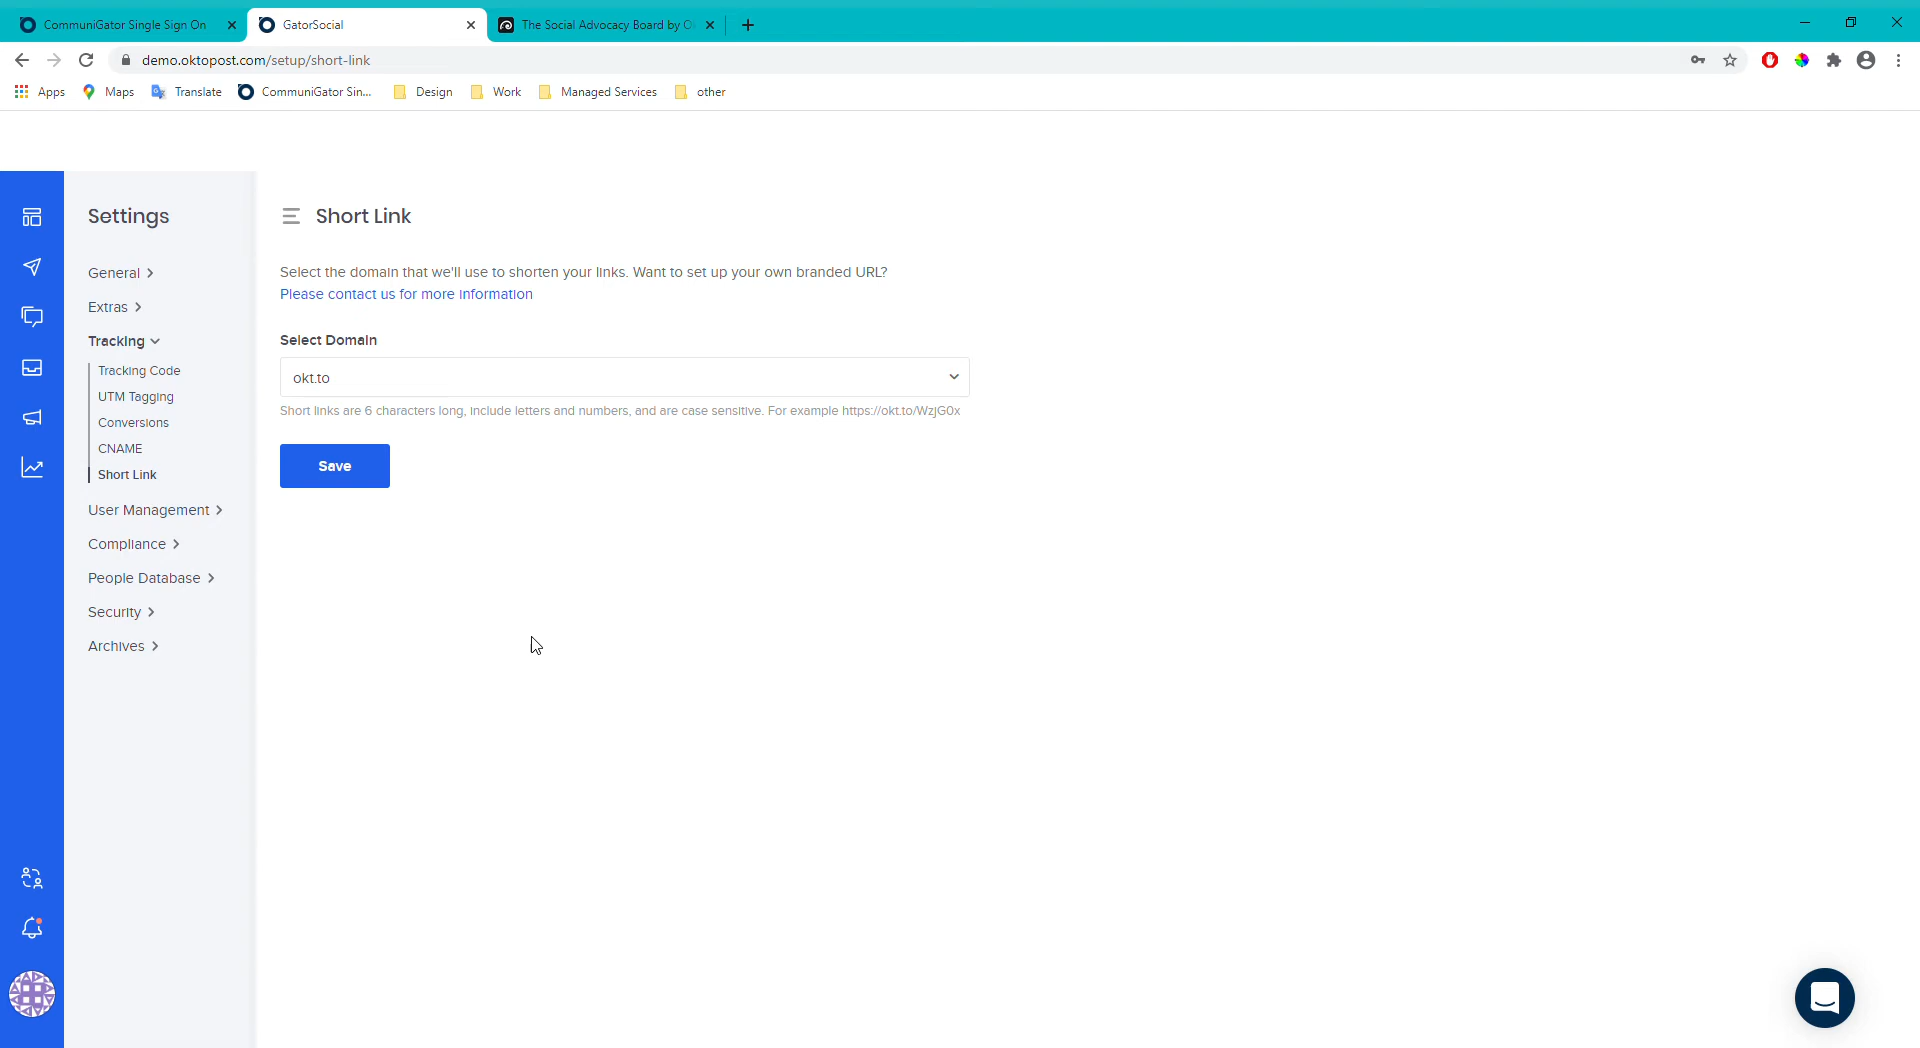 CommuniGator Single Sign On
GatorSocial
The Social Advocacy Board by O
demo.oktopost.com/setup/short-link
Apps
Maps
Translate
CommuniGator Sin...
Design
Work
Managed Services
other
Settings
General
Extras
Tracking
Tracking Code
UTM Tagging
Conversions
CNAME
Short Link
User Management
Compliance
People Database
Security
Archives
Short Link
Select the domain that we'll use to shorten your links. Want to set up your own branded URL?
Please contact us for more information
Select Domain
okt.to
Short links are 6 characters long, include letters and numbers, and are case sensitive. For example https://okt.to/WzjG0x
Save